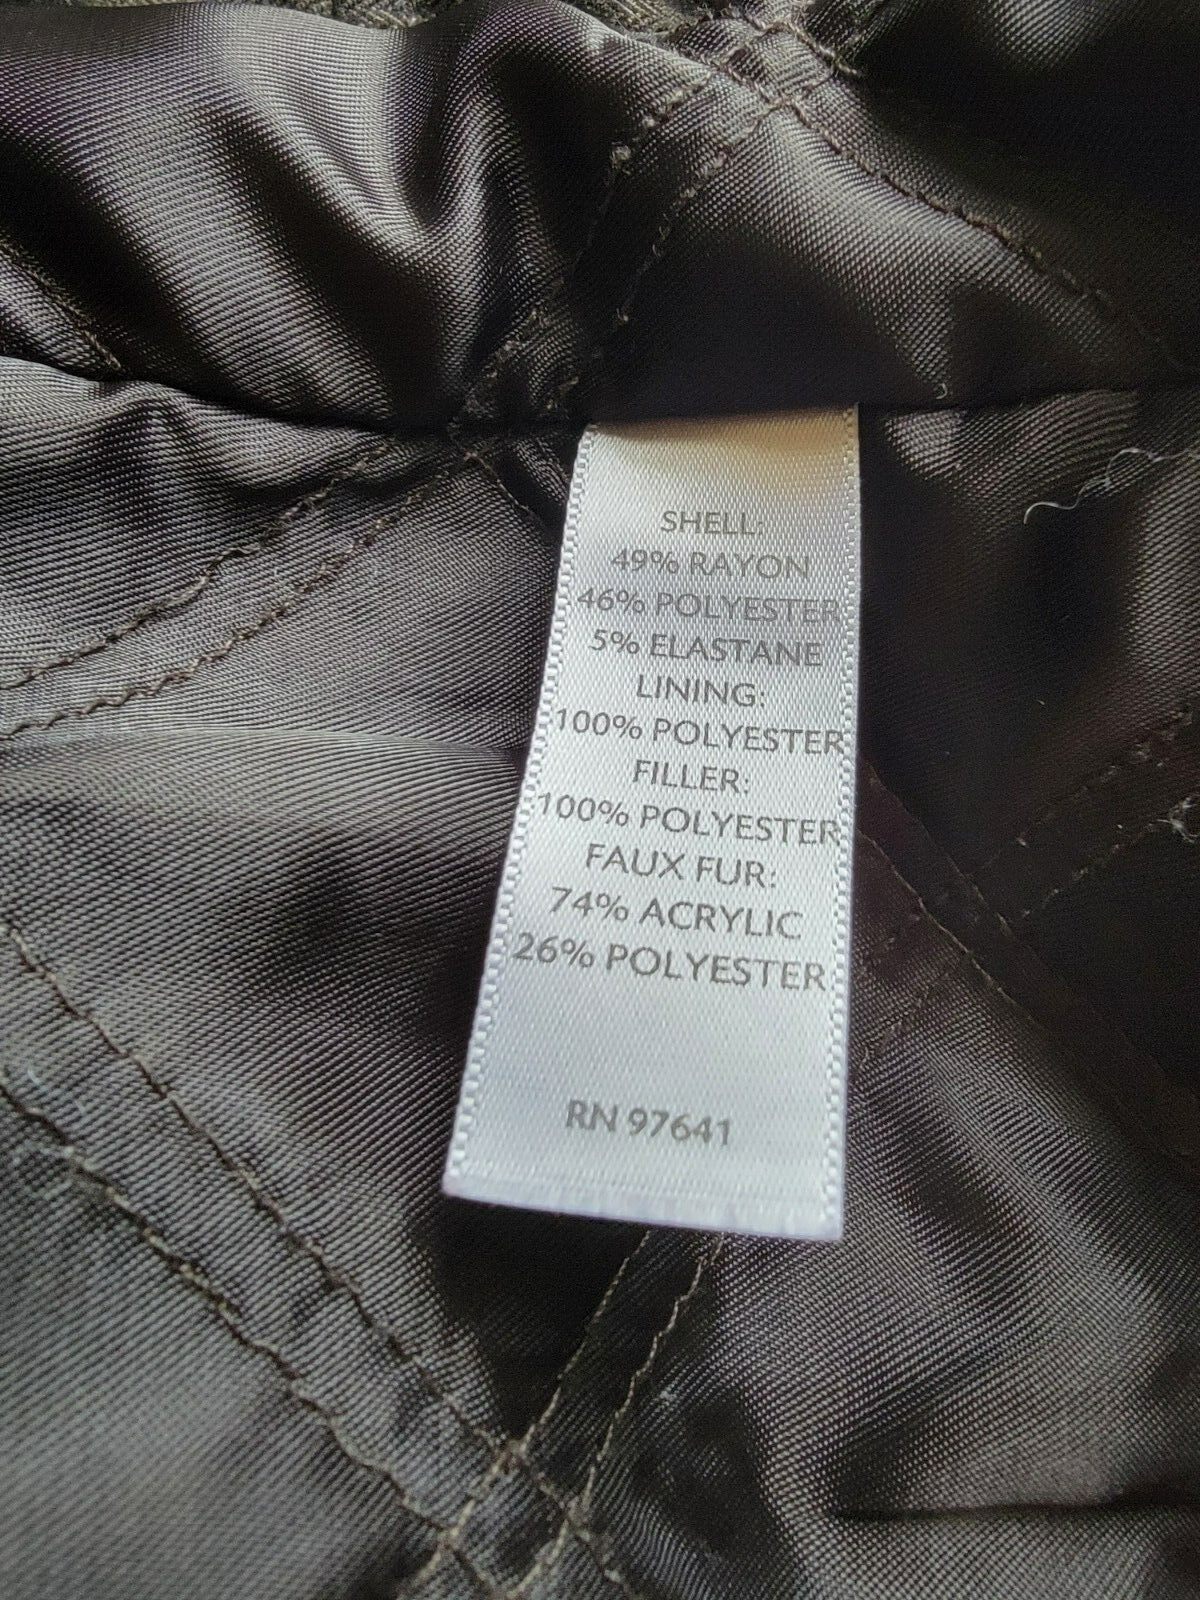 SHELL:
49% RAYON
46% POLYESTER
5% ELASTANE
LINING:
100% POLYESTER
FILLER:
100% POLYESTER
FAUX FUR:
74% ACRYLIC
26% POLYESTER
RN 97641